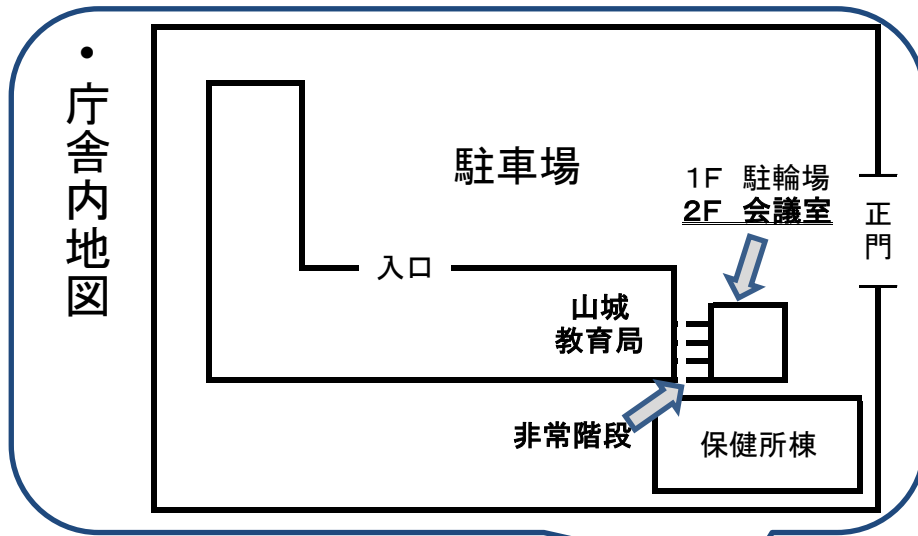 ・庁舎内地図
駐車場
1F 駐輪場
2F 会議室
正門
入口
山城
教育局
非常階段
保健所棟